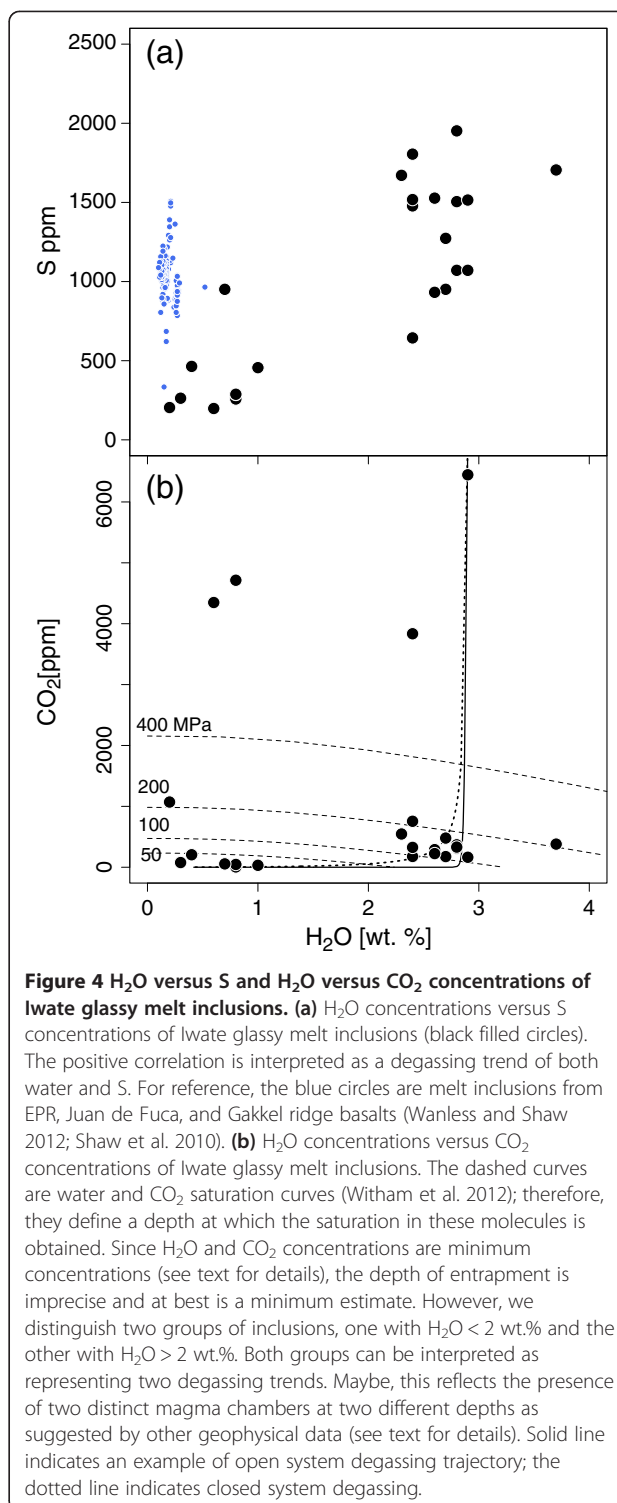 (a)
2500
2000
1500
1000
500
0
S ppm
(b)
6000
4000
2000
0
CO2[ppm]
400 MPa
200
100
50
0 1 2 3 4
H2O [wt. %]
Figure 4 H2O versus S and H2O versus CO2 concentrations of
Iwate glassy melt inclusions. (a) H2O concentrations versus S
concentrations of Iwate glassy melt inclusions (black filled circles).
The positive correlation is interpreted as a degassing trend of both
water and S. For reference, the blue circles are melt inclusions from
EPR, Juan de Fuca, and Gakkel ridge basalts (Wanless and Shaw
2012; Shaw et al. 2010). (b) H2O concentrations versus CO2
concentrations of Iwate glassy melt inclusions. The dashed curves
are water and CO2 saturation curves (Witham et al. 2012); therefore,
they define a depth at which the saturation in these molecules is
obtained. Since H2O and CO2 concentrations are minimum
concentrations (see text for details), the depth of entrapment is
imprecise and at best is a minimum estimate. However, we
distinguish two groups of inclusions, one with H2O < 2 wt.% and the
other with H2O > 2 wt.%. Both groups can be interpreted as
representing two degassing trends. Maybe, this reflects the presence
of two distinct magma chambers at two different depths as
suggested by other geophysical data (see text for details). Solid line
indicates an example of open system degassing trajectory; the
dotted line indicates closed system degassing.